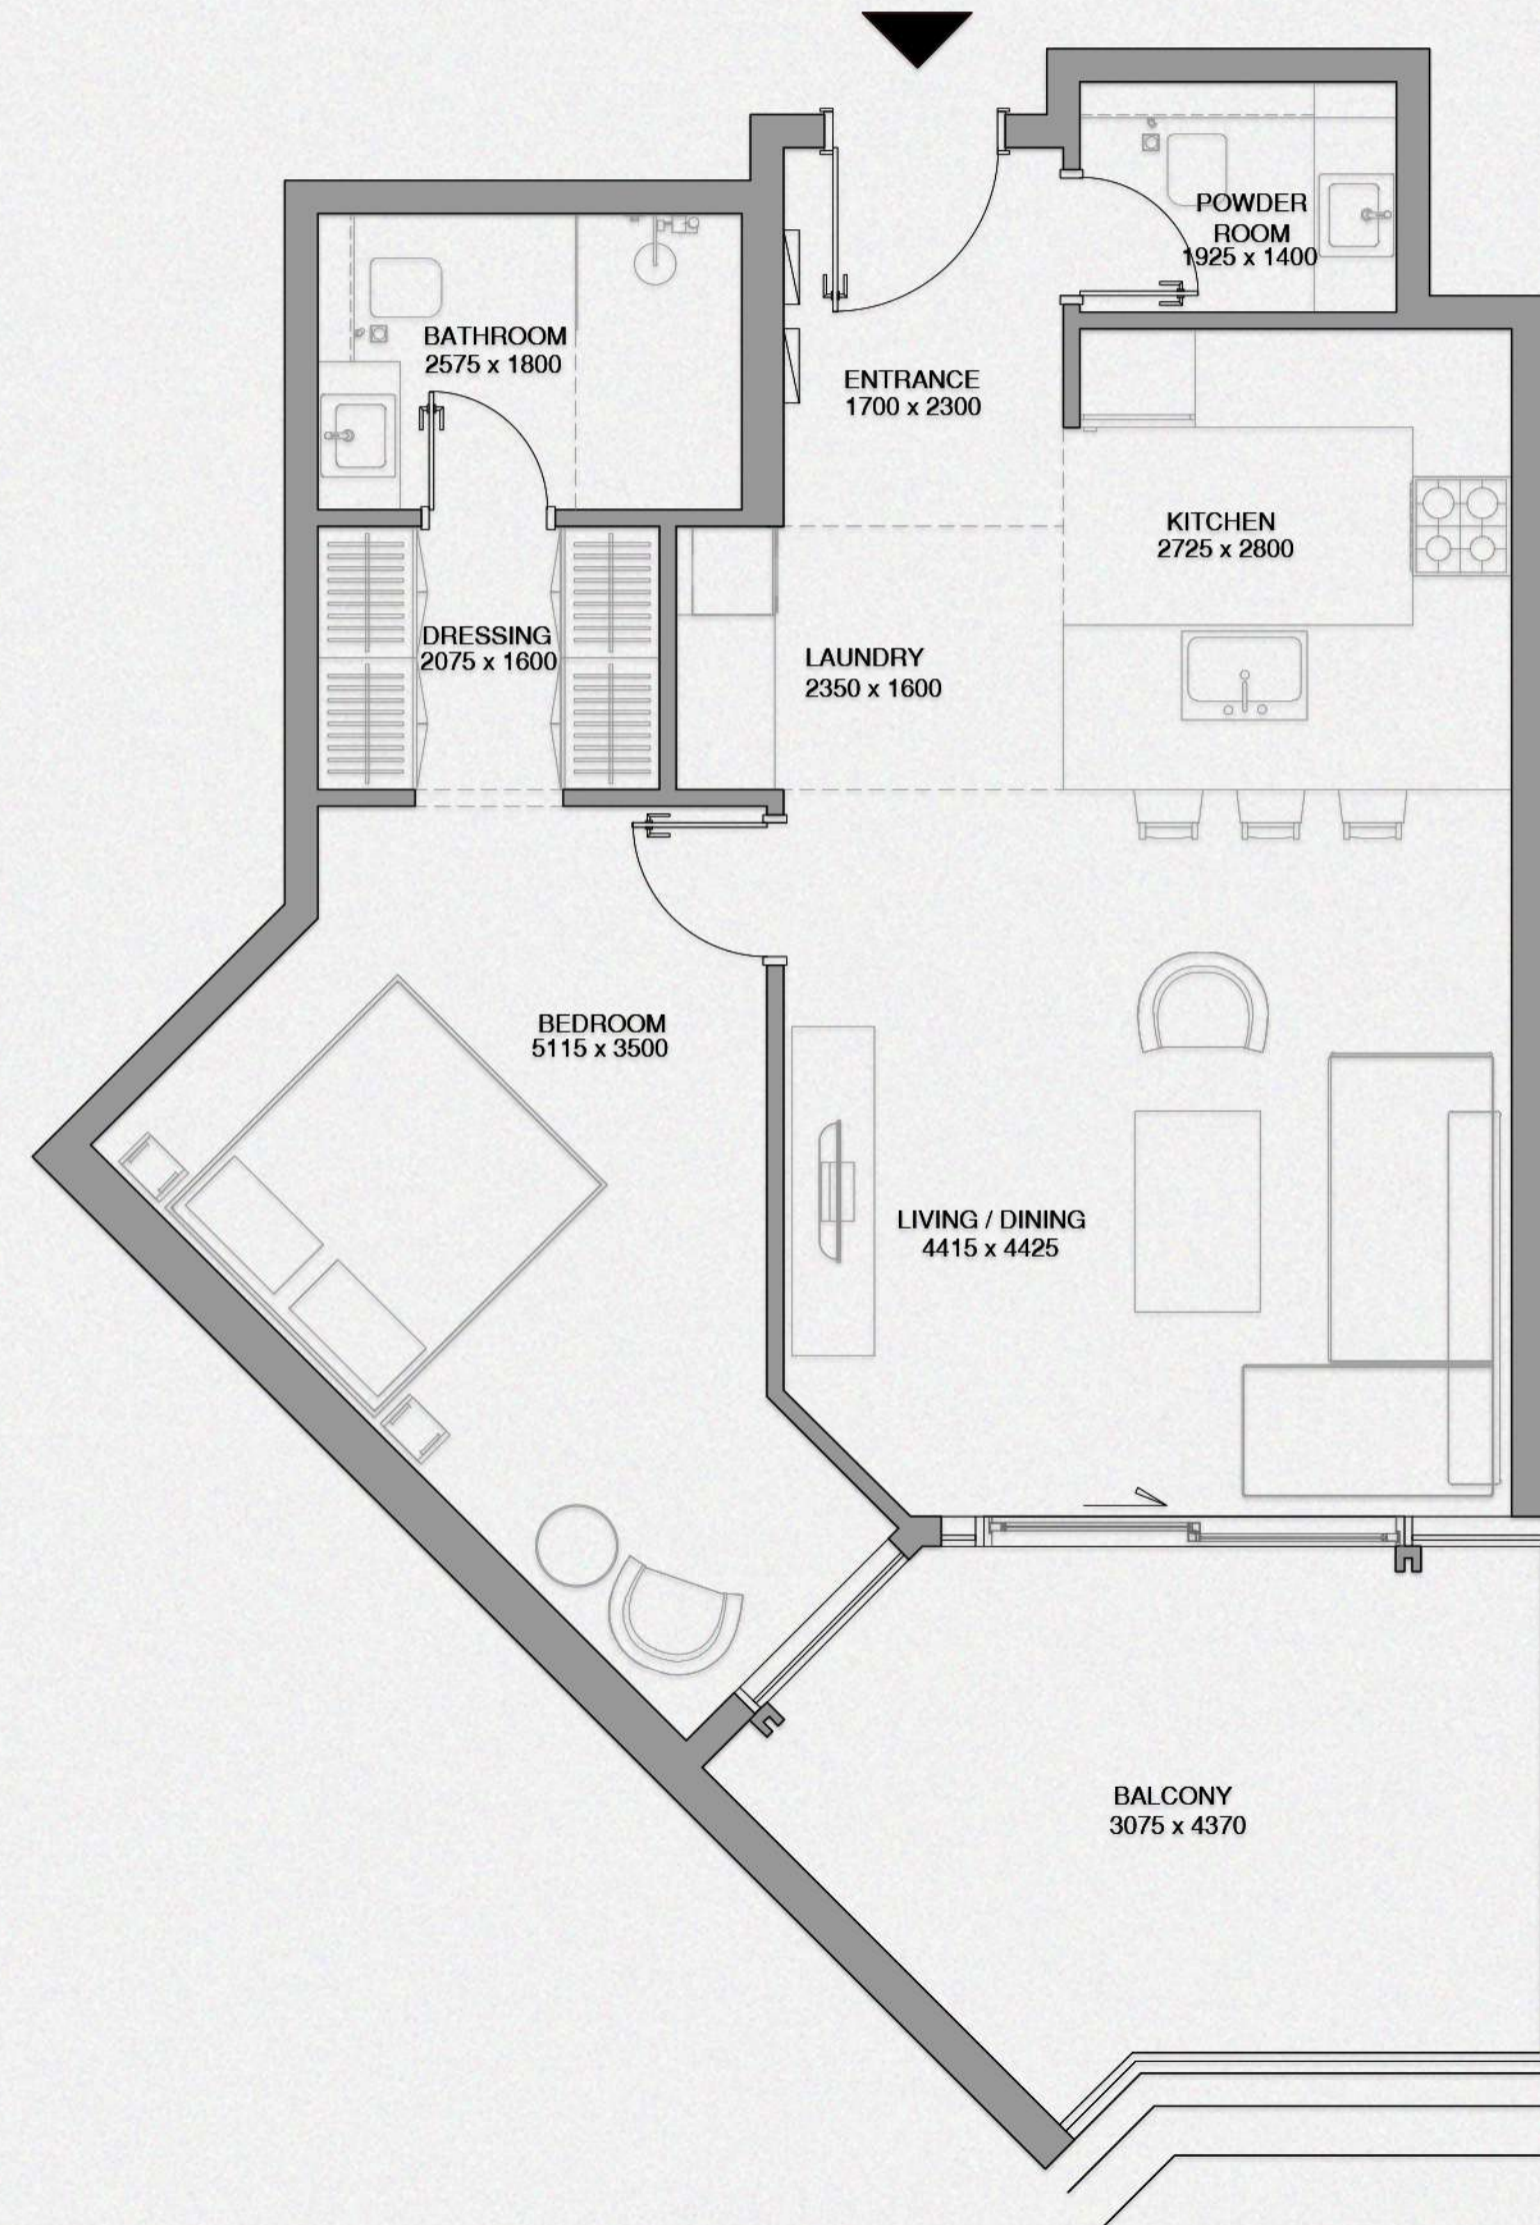 POWDER
ROOM
1925 x 1400
BATHROOM
2575 x 1800
ENTRANCE
1700 x 2300
KITCHEN
2725 x 2800
DRESSING
2075 x 1600
LAUNDRY
2350 x 1600
BEDROOM
5115 x 3500
LIVING / DINING
4415 x 4425
BALCONY
3075 x 4370